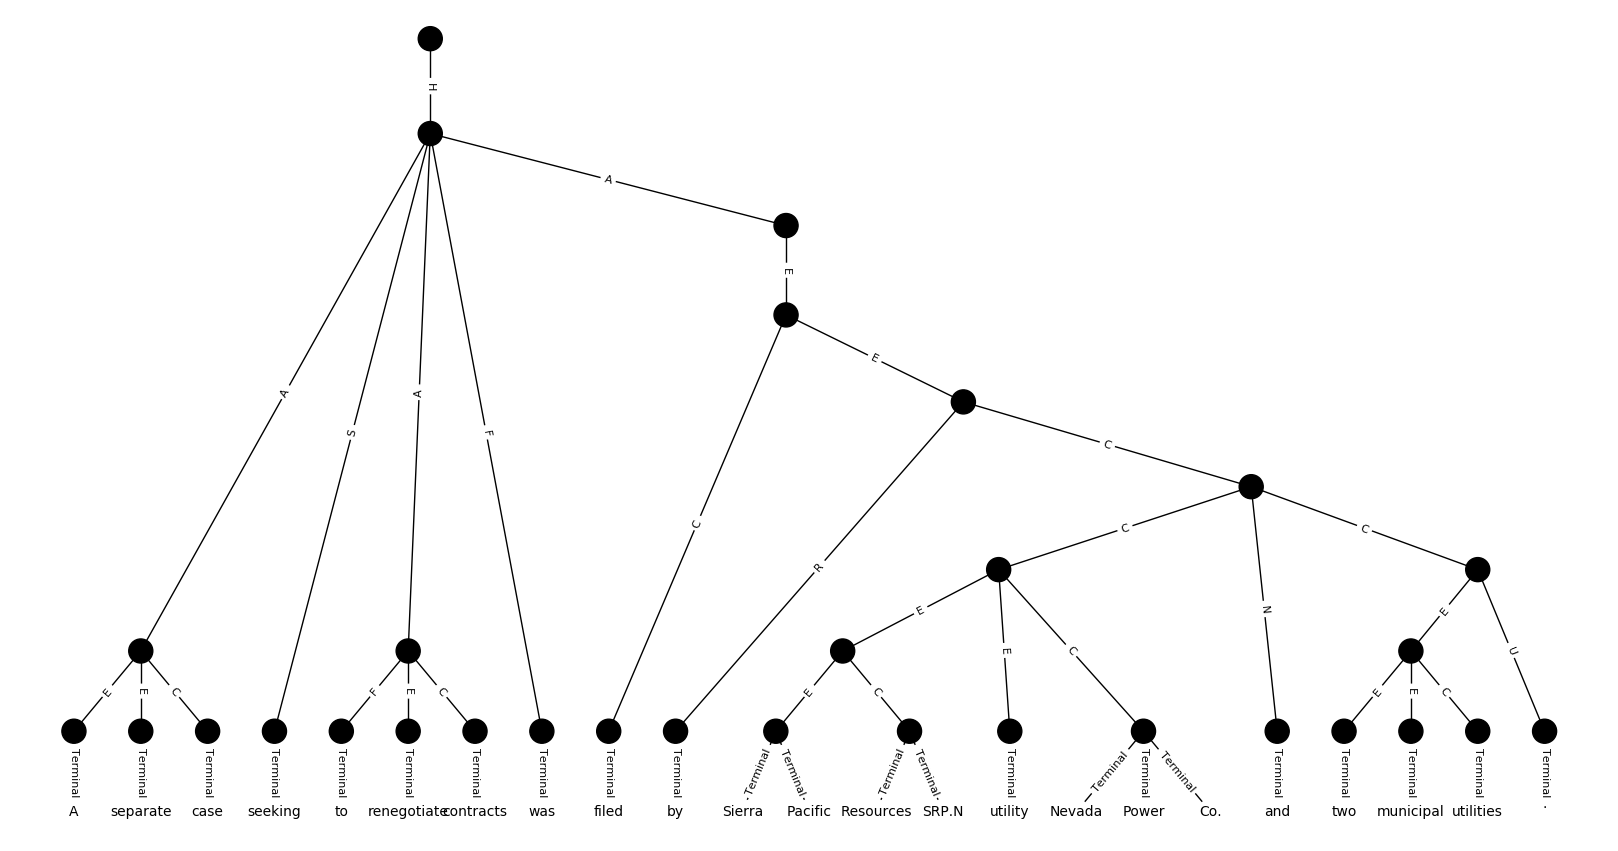 H
A
E
E
A
S
A
F
C
C
C
R
C
E
E
C
N
E
U
E
E
C
F
E
C
E
C
E
E
C
Terminal Terminal Terminal Terminal Terminal Terminal Terminal Terminal Terminal Terminal Terminal Terminal Terminal Terminal Terminal Terminal Terminal Terminal Terminal Terminal Terminal Terminal Terminal
A separate case seeking to renegotiate contracts was filed by Sierra Pacific Resources SRP.N utility Nevada Power Co. and two municipal utilities .